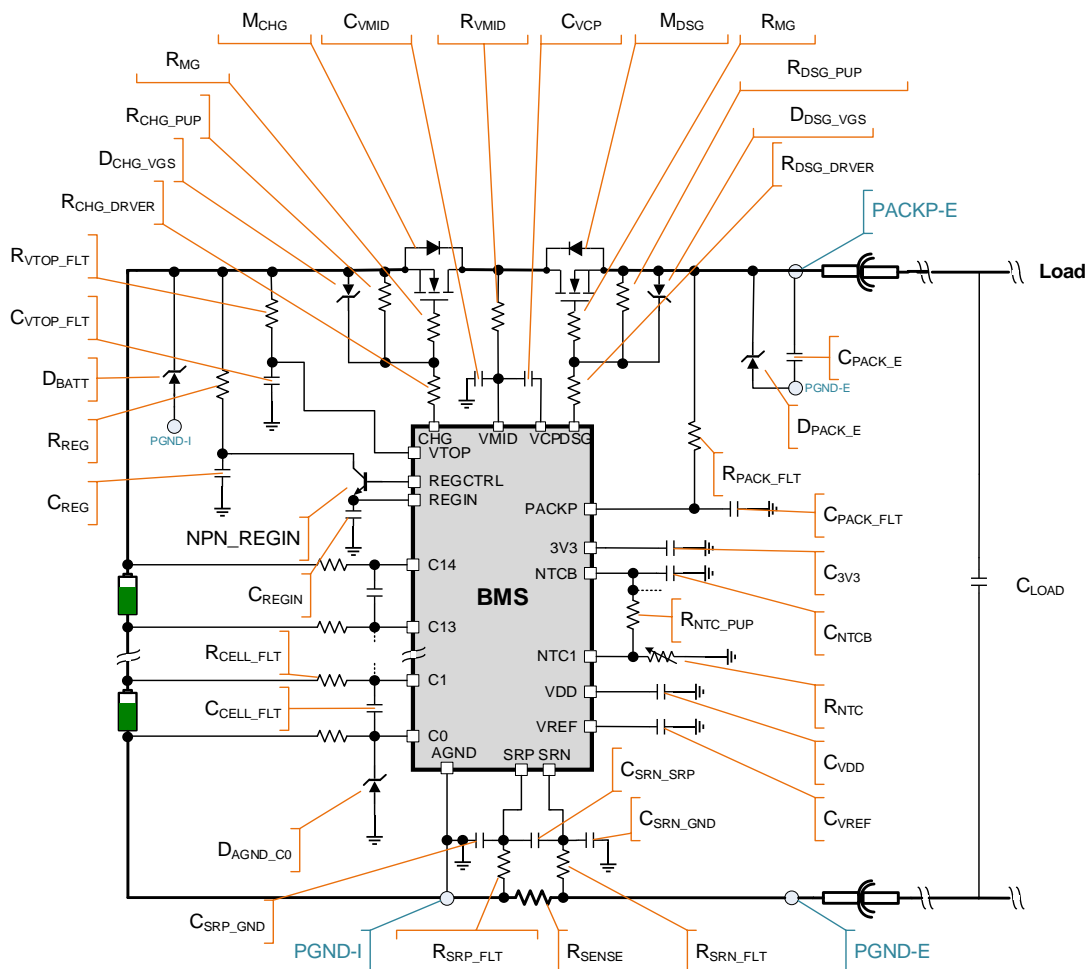 MCHG
CVMID
RVMID
CVCP
MDSG
RMG
RMG
RDSG_PUP
RCHG_PUP
DDSG_VGS
DCHG_VGS
RDSG_DRVER
RCHG_DRVER
PACKP-E
RVTOP_FLT
Load
CVTOP_FLT
CPACK_E
DBATT
PGND-E
RREG
PGND-I
DPACK_E
CHG
VMID
VCP
DSG
VTOP
RPACK_FLT
REGCTRL
CREG
REGIN
PACKP
CPACK_FLT
NPN_REGIN
3V3
C14
NTCB
C3V3
CREGIN
BMS
CLOAD
C13
RNTC_PUP
CNTCB
RCELL_FLT
NTC1
C1
VDD
RNTC
CCELL_FLT
VREF
C0
AGND
SRP
SRN
CVDD
CSRN_SRP
CSRN_GND
CVREF
DAGND_C0
CSRP_GND
PGND-I
RSRP_FLT
RSENSE
RSRN_FLT
PGND-E